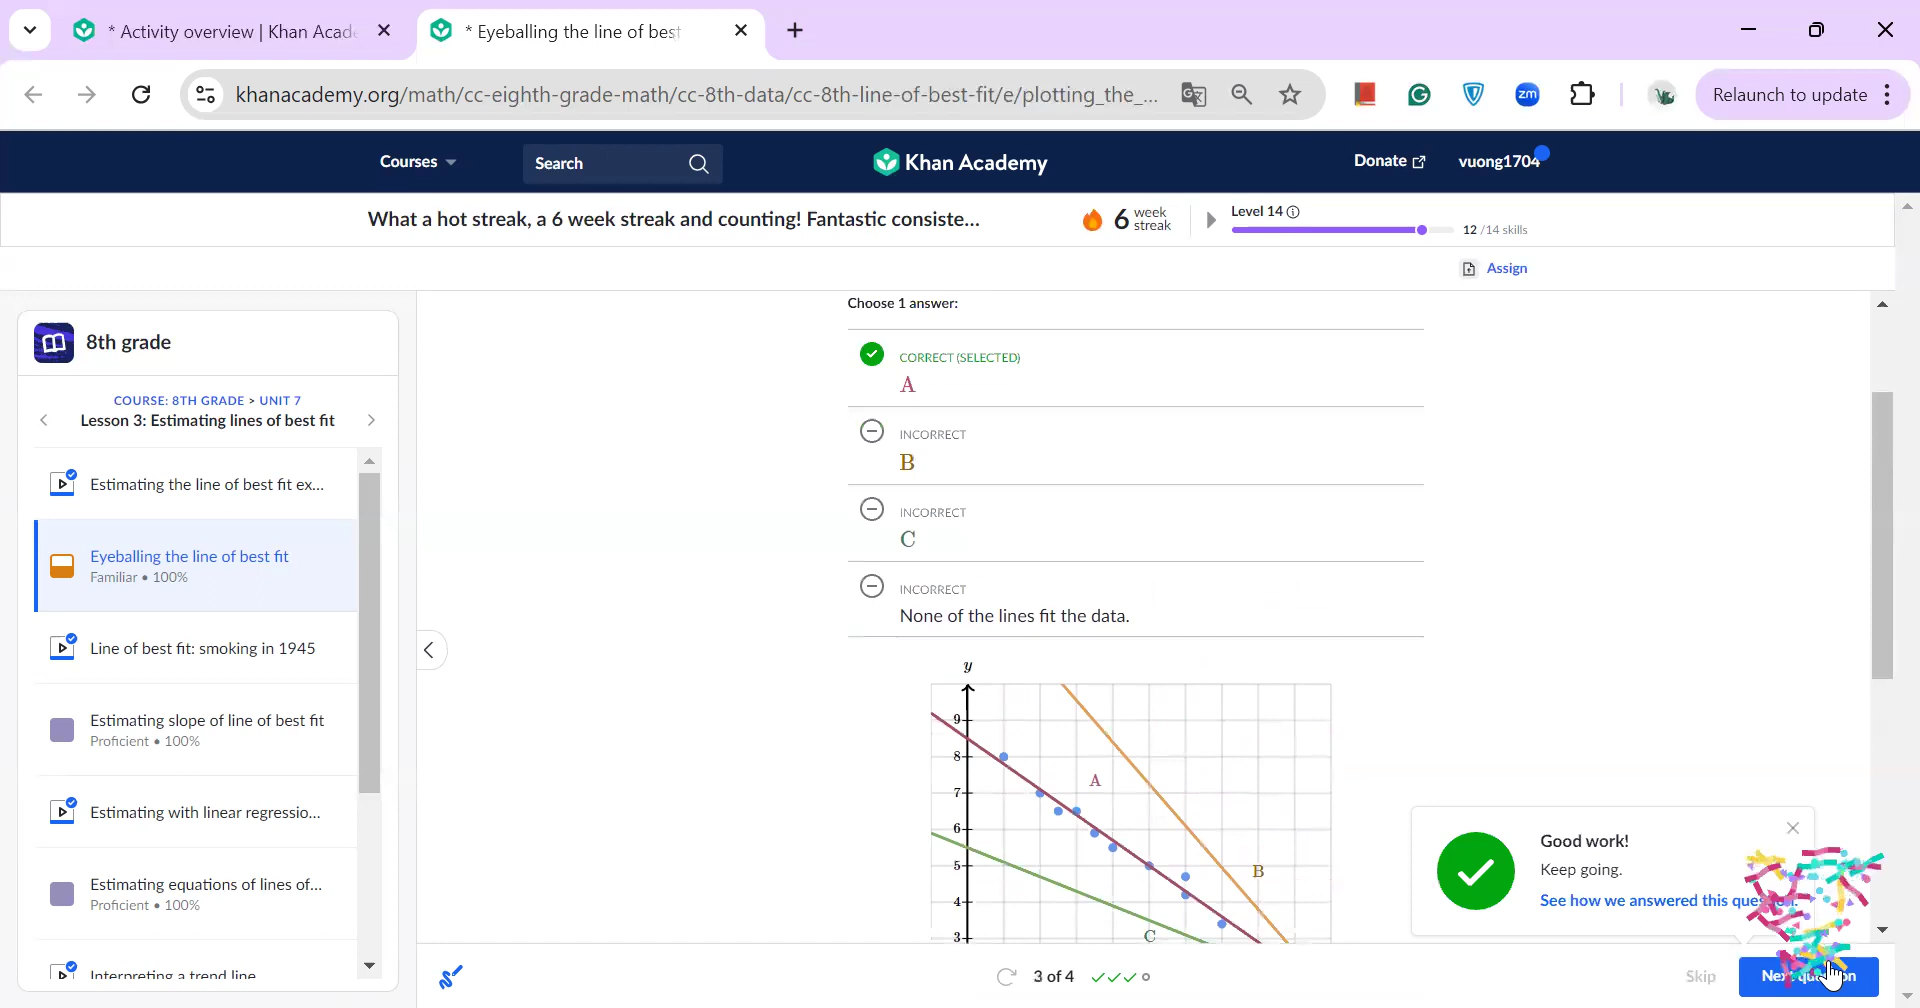 * Activity overview | Khan Acade
* Eyeballing the line of best
khanacademy.org/math/cc-eighth-grade-math/cc-8th-data/cc-8th-line-of-best-fit/e/plotting_the_...
zm
Relaunch to update
Courses
Search
Khan Academy
Donate
vuong1704
What a hot streak, a 6 week streak and counting! Fantastic consiste...
6 week streak
Level 14
12 /14 skills
Assign
8th grade
COURSE: 8TH GRADE > UNIT 7
Lesson 3: Estimating lines of best fit
Estimating the line of best fit ex...
Eyeballing the line of best fit
Familiar • 100%
Line of best fit: smoking in 1945
Estimating slope of line of best fit
Proficient • 100%
Estimating with linear regressio...
Estimating equations of lines of...
Proficient • 100%
Interpreting a trend line
Choose 1 answer:
CORRECT (SELECTED)
A
INCORRECT
B
INCORRECT
C
INCORRECT
None of the lines fit the data.
y
9
8
7
6
5
4
3
A
B
C
Good work!
Keep going.
See how we answered this question.
3 of 4
Skip
Next question